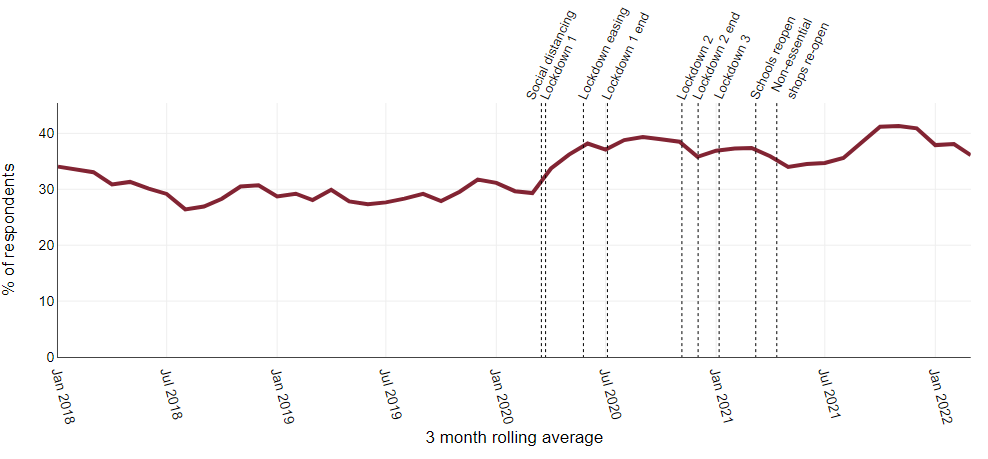 Social distancing
Lockdown 1
Lockdown easing
Lockdown 1 end
Lockdown 2
Lockdown 2 end
Lockdown 3
Schools reopen
Non-essential
shops re-open
% of respondents
40
30
20
10
0
Jan 2018
Jul 2018
Jan 2019
Jul 2019
Jan 2020
Jul 2020
Jan 2021
Jul 2021
Jan 2022
3 month rolling average